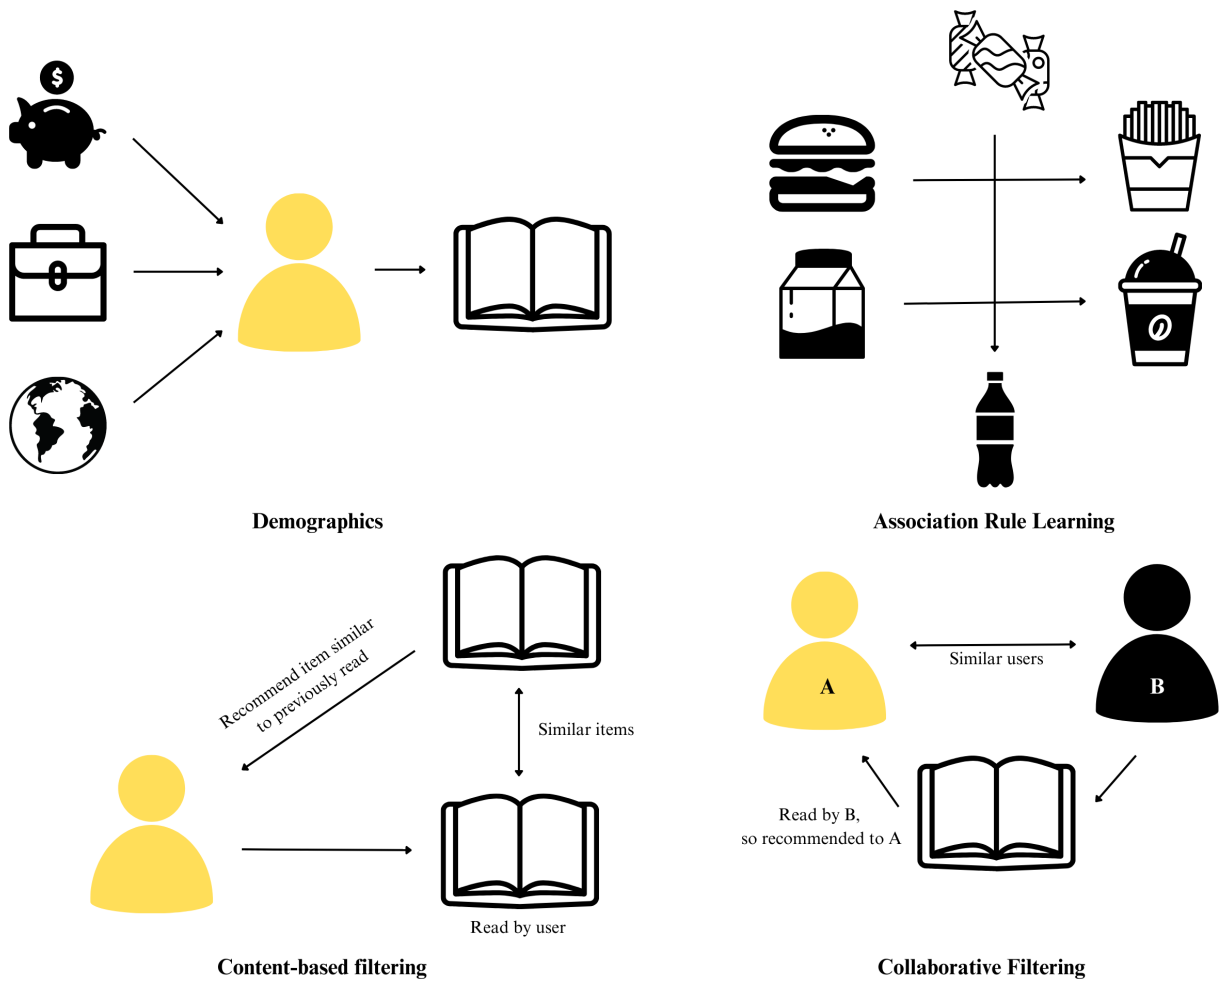 $
Demographics
Association Rule Learning
Recommend item similar
to previously read
Similar items
Read by user
Content-based filtering
A
B
Similar users
Read by B,
so recommended to A
Collaborative Filtering